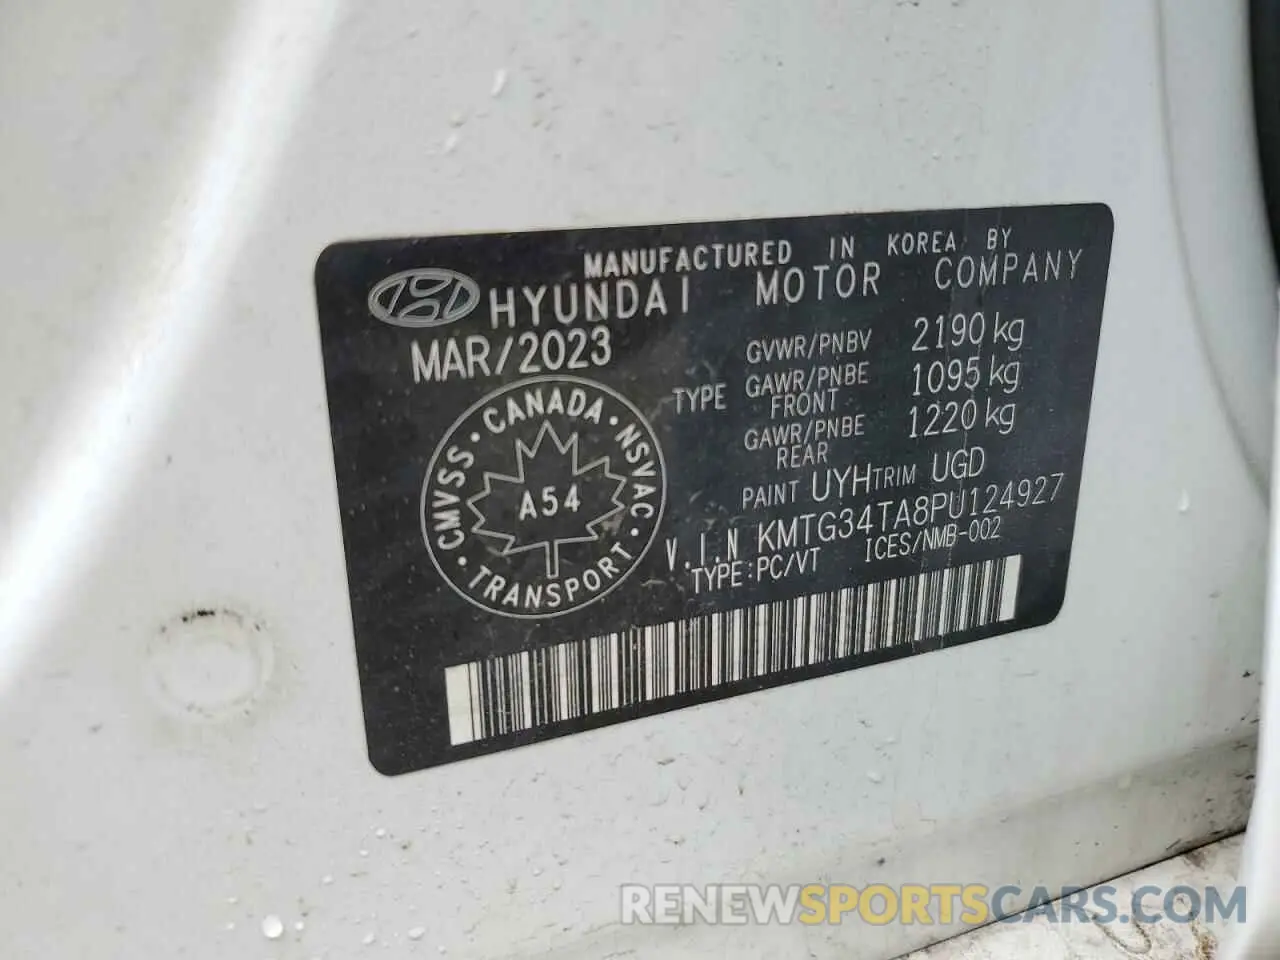 MANUFACTURED IN KOREA BY
HYUNDAI MOTOR COMPANY
MAR/2023
GVWR/PNBV 2190 kg
TYPE GAWR/PNBE FRONT 1095 kg
GAWR/PNBE REAR 1220 kg
PAINT UYH TRIM UGD
V.I.N KMTG34TA8PU124927
TYPE:PC/VT ICES/NMB-002
CMVSS · CANADA · NSVAC · TRANSPORT ·
A54
RENEWSPORTSCARS.COM